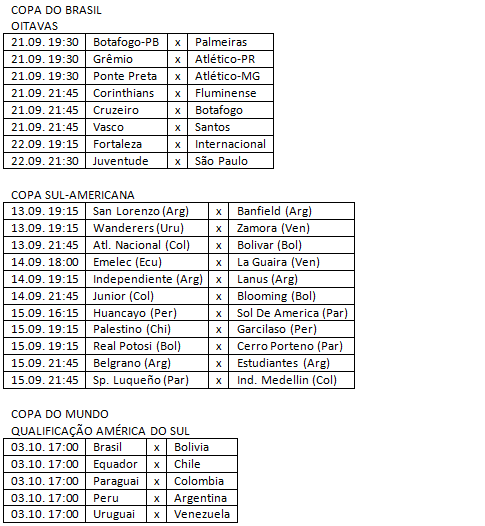 COPA DO BRASIL
OITAVAS
21.09. 19:30 Botafogo-PB x Palmeiras
21.09. 19:30 Grêmio x Atlético-PR
21.09. 19:30 Ponte Preta x Atlético-MG
21.09. 21:45 Corinthians x Fluminense
21.09. 21:45 Cruzeiro x Botafogo
21.09. 21:45 Vasco x Santos
22.09. 19:15 Fortaleza x Internacional
22.09. 21:30 Juventude x São Paulo
COPA SUL-AMERICANA
13.09. 19:15 San Lorenzo (Arg) x Banfield (Arg)
13.09. 19:15 Wanderers (Uru) x Zamora (Ven)
13.09. 21:45 Atl. Nacional (Col) x Bolivar (Bol)
14.09. 18:00 Emelec (Ecu) x La Guaira (Ven)
14.09. 19:15 Independiente (Arg) x Lanus (Arg)
14.09. 21:45 Junior (Col) x Blooming (Bol)
15.09. 16:15 Huancayo (Per) x Sol De America (Par)
15.09. 19:15 Palestino (Chi) x Garcilaso (Per)
15.09. 19:15 Real Potosi (Bol) x Cerro Porteno (Par)
15.09. 21:45 Belgrano (Arg) x Estudiantes (Arg)
15.09. 21:45 Sp. Luqueño (Par) x Ind. Medellin (Col)
COPA DO MUNDO
QUALIFICAÇÃO AMÉRICA DO SUL
03.10. 17:00 Brasil x Bolivia
03.10. 17:00 Equador x Chile
03.10. 17:00 Paraguai x Colombia
03.10. 17:00 Peru x Argentina
03.10. 17:00 Uruguai x Venezuela